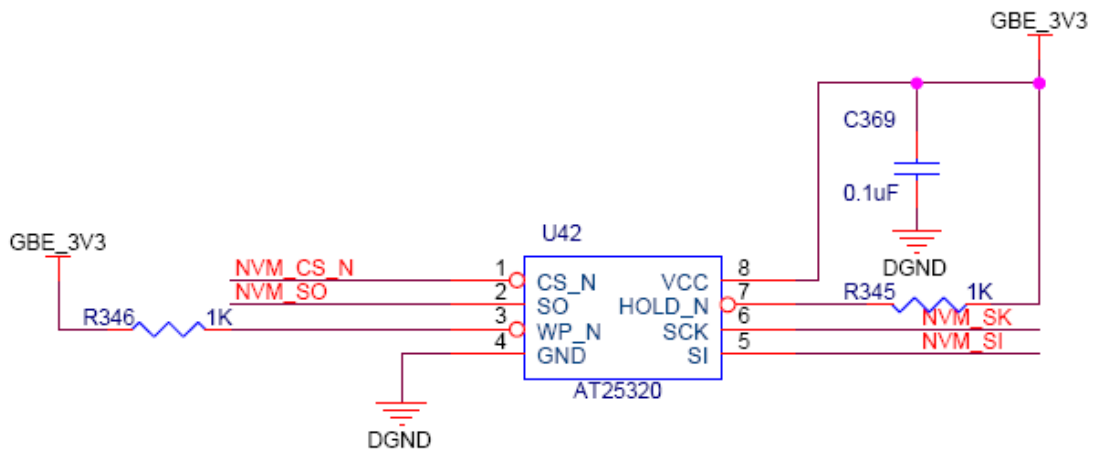 GBE_3V3
C369
0.1uF
DGND
GBE_3V3
U42
NVM_CS_N 1 CS_N VCC 8
NVM_SO 2 SO HOLD_N 7 R345 1K
R346 1K 3 WP_N SCK 6 NVM_SK
4 GND SI 5 NVM_SI
AT25320
DGND